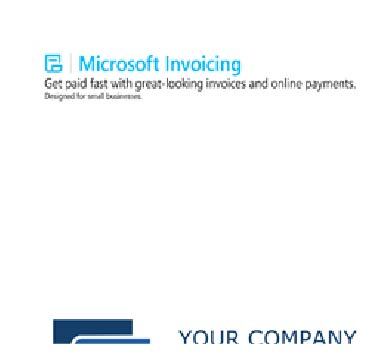 Microsoft Invoicing
Get paid fast with great-looking invoices and online payments.
Designed for small businesses.
YOUR COMPANY